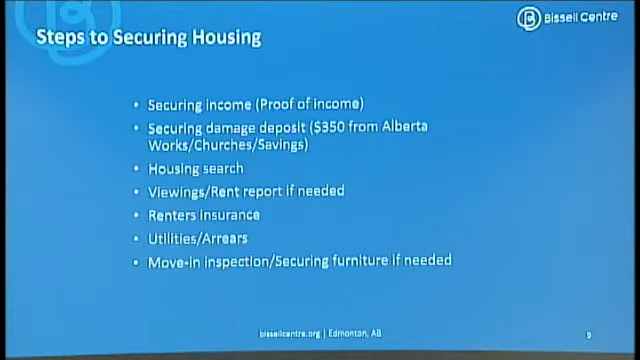 Bissell Centre
Steps to Securing Housing
• Securing income (Proof of income)
• Securing damage deposit ($350 from Alberta
Works/Churches/Savings)
• Housing search
• Viewings/Rent report if needed
• Renters insurance
• Utilities/Arrears
• Move-in inspection/Securing furniture if needed
bissellcentre.org | Edmonton, AB
9